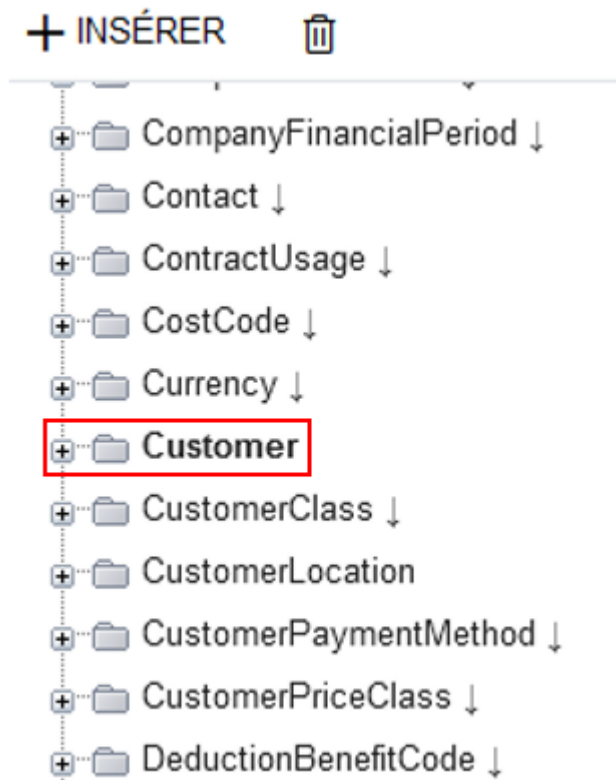 + INSÉRER
CompanyFinancialPeriod ↓
Contact ↓
ContractUsage ↓
CostCode ↓
Currency ↓
Customer
CustomerClass ↓
CustomerLocation
CustomerPaymentMethod ↓
CustomerPriceClass ↓
DeductionBenefitCode ↓